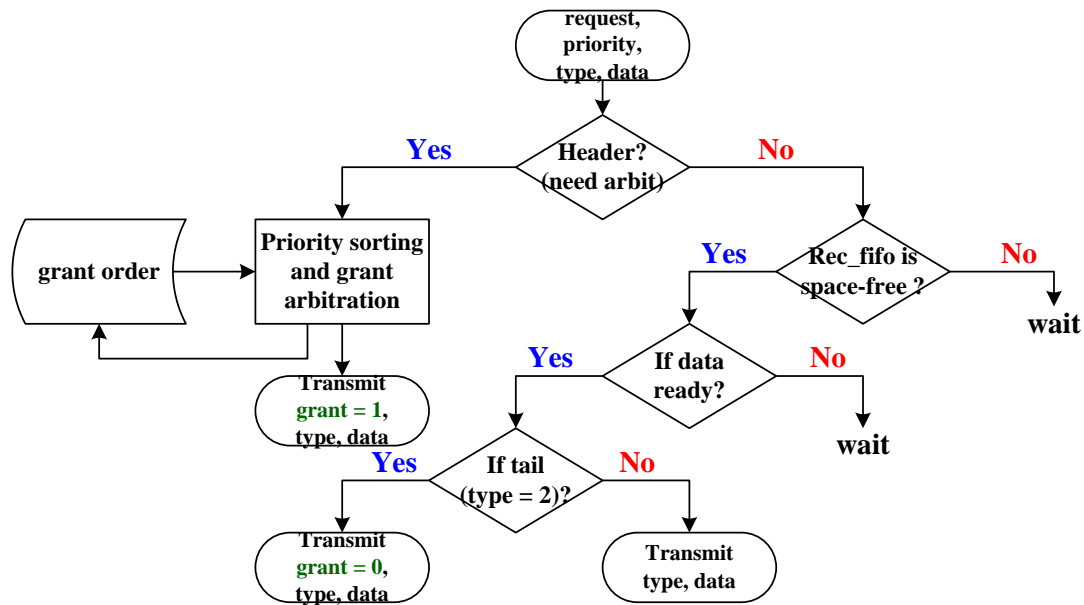 request,
priority,
type, data
Yes
Header?
(need arbit)
No
grant order
Priority sorting
and grant
arbitration
Yes
Rec_fifo is
space-free ?
No
wait
Transmit
grant = 1,
type, data
Yes
If data
ready?
No
wait
Yes
If tail
(type = 2)?
No
Transmit
grant = 0,
type, data
Transmit
type, data